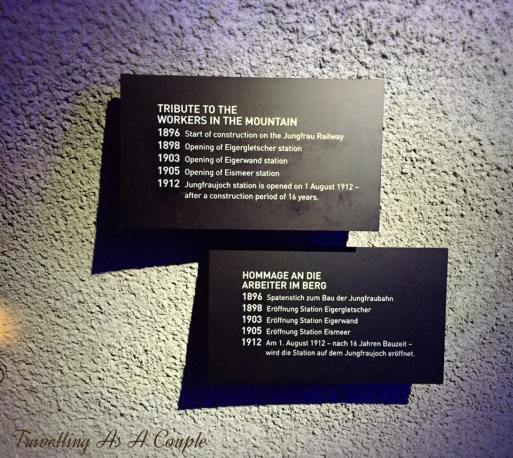 TRIBUTE TO THE
WORKERS IN THE MOUNTAIN
1896 Start of construction on the Jungfrau Railway
1898 Opening of Eigergletscher station
1903 Opening of Eigerwand station
1905 Opening of Eismeer station
1912 Jungfraujoch station is opened on 1 August 1912 –
after a construction period of 16 years.
HOMMAGE AN DIE
ARBEITER IM BERG
1896 Spatenstich zum Bau der Jungfraubahn
1898 Eröffnung Station Eigergletscher
1903 Eröffnung Station Eigerwand
1905 Eröffnung Station Eismeer
1912 Am 1. August 1912 – nach 16 Jahren Bauzeit –
wird die Station auf dem Jungfraujoch eröffnet.
Travelling As A Couple